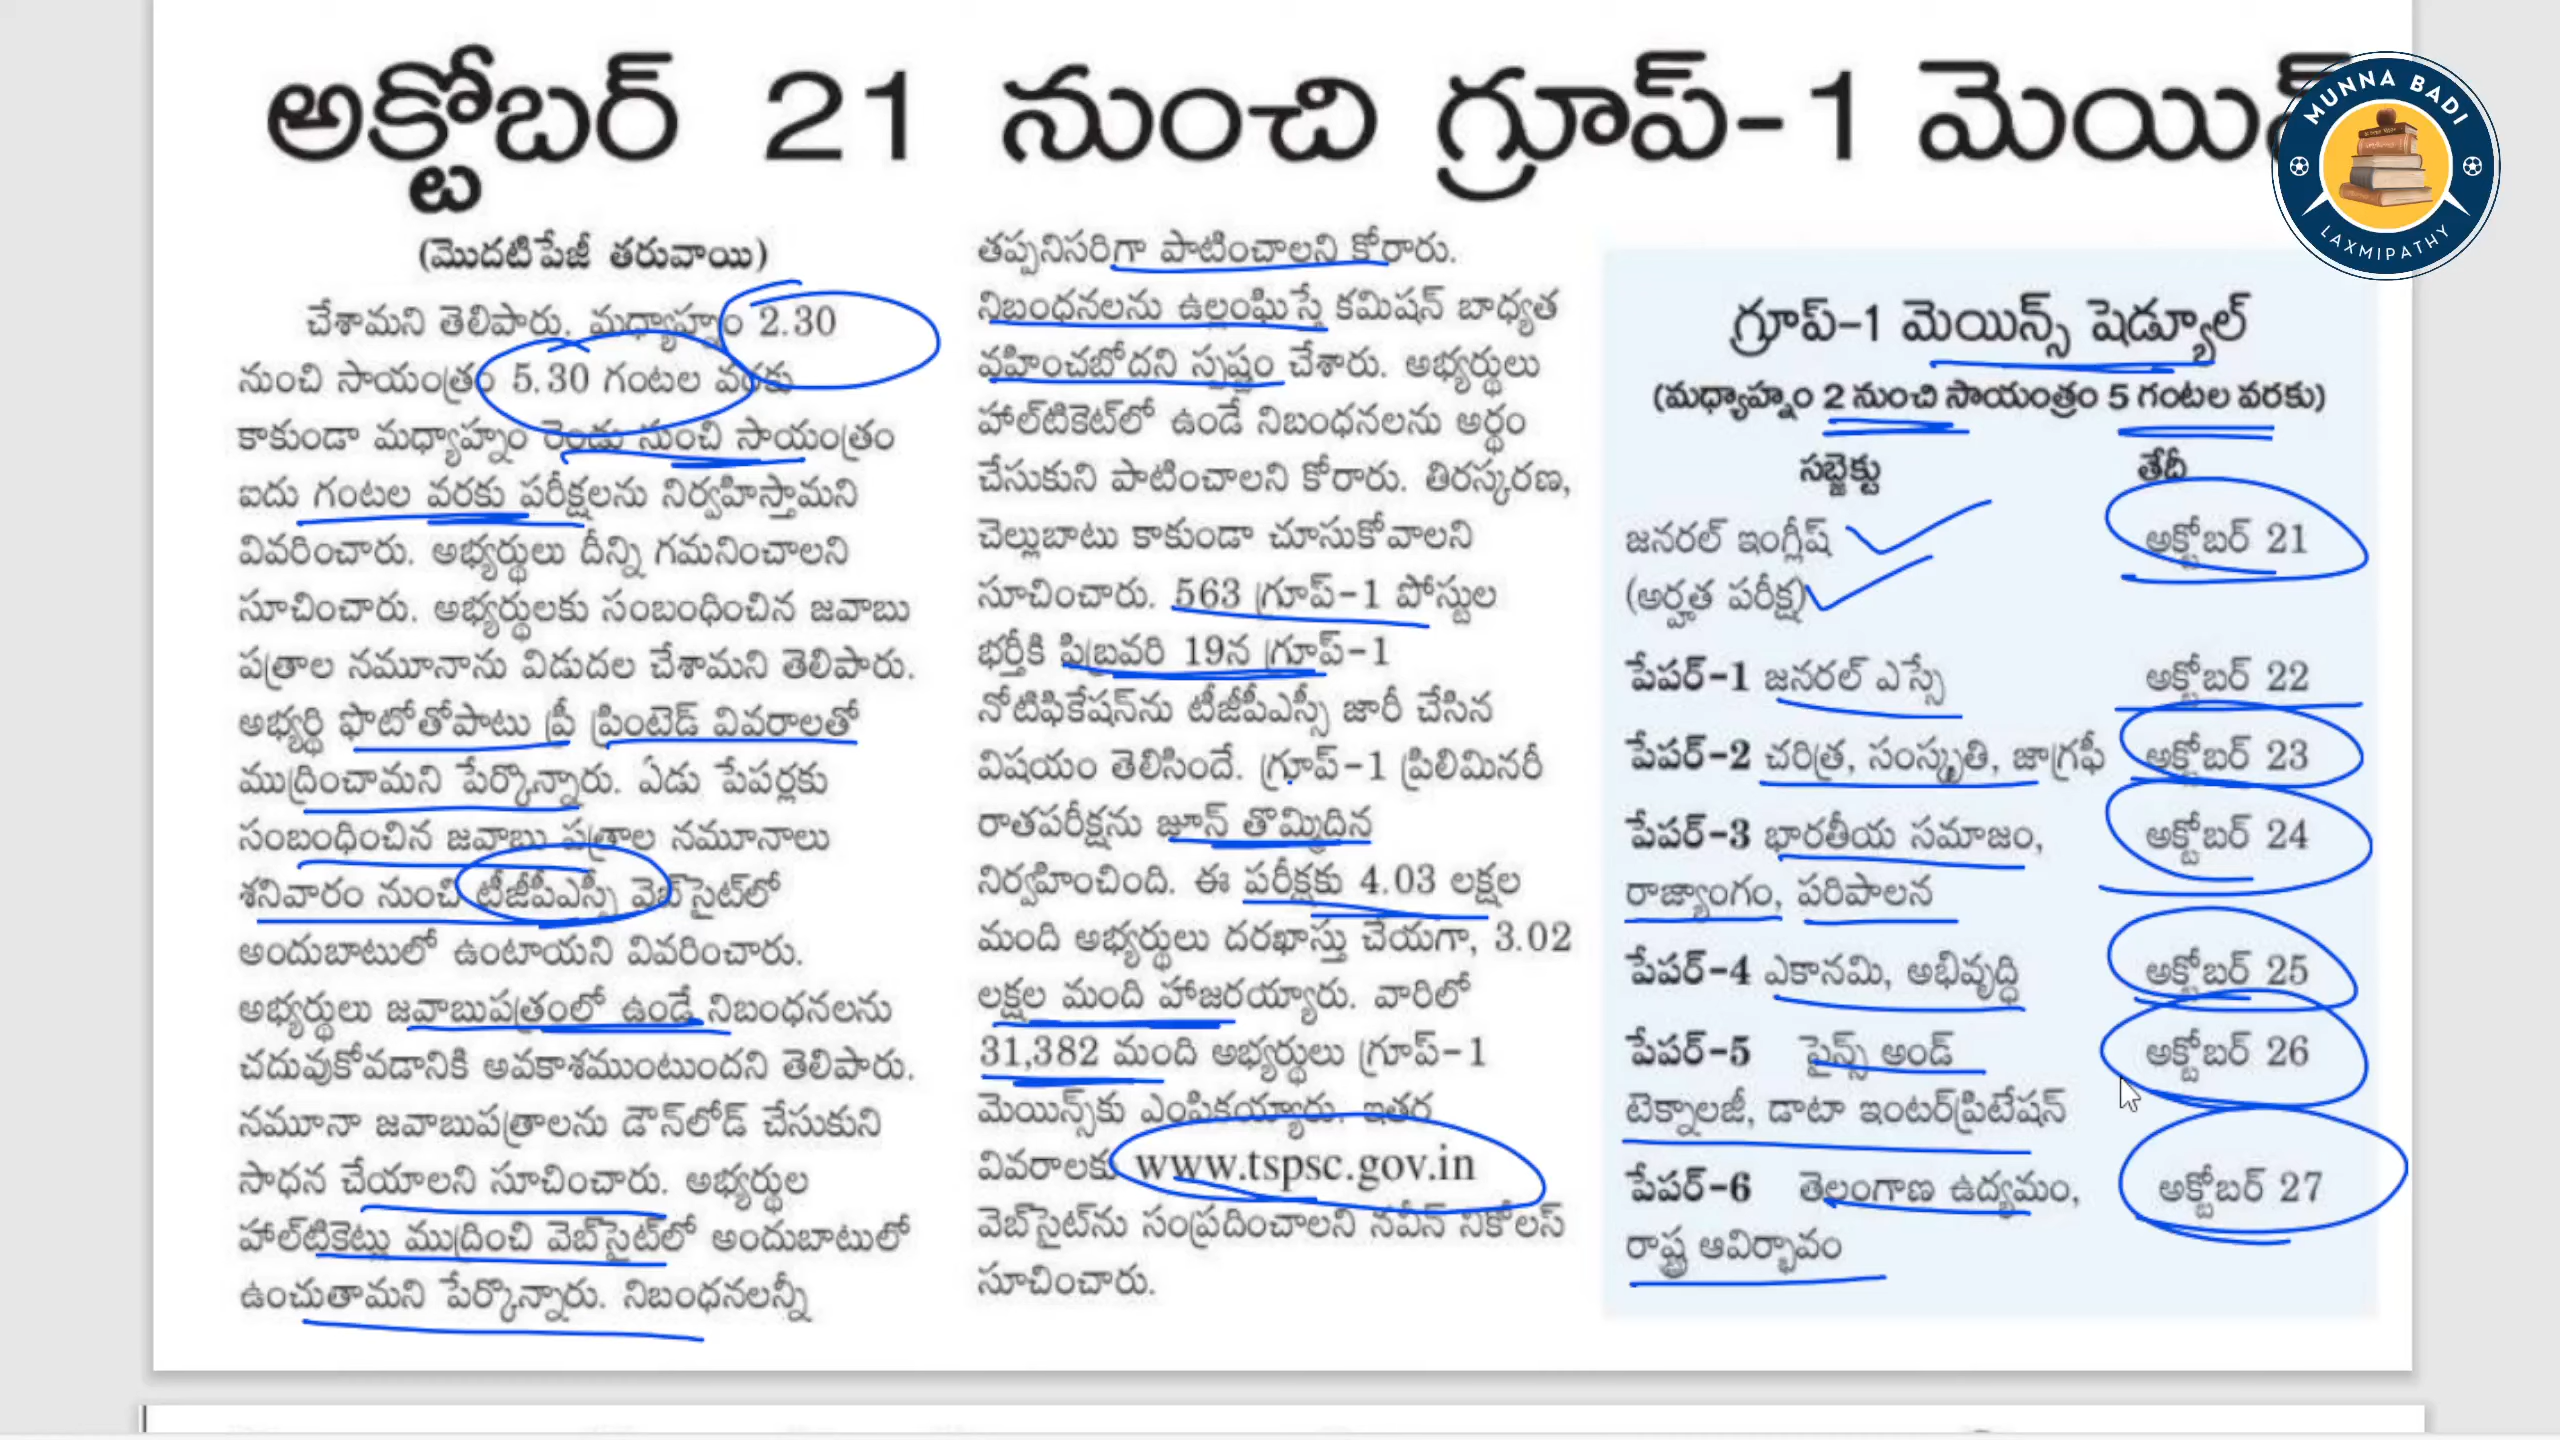 అక్టోబర్ 21 నుంచి గ్రూప్-1 మెయిన్స్
MUNNA BADI
LAXMIPATHY
(మొదటిపేజీ తరువాయి)
చేశామని తెలిపారు. మధ్యాహ్నం 2.30
నుంచి సాయంత్రం 5.30 గంటల వరకు
కాకుండా మధ్యాహ్నం రెండు నుంచి సాయంత్రం
ఐదు గంటల వరకు పరీక్షలను నిర్వహిస్తామని
వివరించారు. అభ్యర్థులు దీన్ని గమనించాలని
సూచించారు. అభ్యర్థులకు సంబంధించిన జవాబు
పత్రాల నమూనాను విడుదల చేశామని తెలిపారు.
అభ్యర్థి ఫొటోతోపాటు ప్రీ ప్రింటెడ్ వివరాలతో
ముద్రించామని పేర్కొన్నారు. ఏడు పేపర్లకు
సంబంధించిన జవాబు పత్రాల నమూనాలు
శనివారం నుంచి టీజీపీఎస్సీ వెబ్‌సైట్‌లో
అందుబాటులో ఉంటాయని వివరించారు.
అభ్యర్థులు జవాబుపత్రంలో ఉండే నిబంధనలను
చదువుకోవడానికి అవకాశముంటుందని తెలిపారు.
నమూనా జవాబుపత్రాలను డౌన్‌లోడ్ చేసుకుని
సాధన చేయాలని సూచించారు. అభ్యర్థుల
హాల్‌టికెట్లు ముద్రించి వెబ్‌సైట్‌లో అందుబాటులో
ఉంచుతామని పేర్కొన్నారు. నిబంధనలన్నీ
తప్పనిసరిగా పాటించాలని కోరారు.
నిబంధనలను ఉల్లంఘిస్తే కమిషన్ బాధ్యత
వహించబోదని స్పష్టం చేశారు. అభ్యర్థులు
హాల్‌టికెట్‌లో ఉండే నిబంధనలను అర్థం
చేసుకుని పాటించాలని కోరారు. తిరస్కరణ,
చెల్లుబాటు కాకుండా చూసుకోవాలని
సూచించారు. 563 గ్రూప్-1 పోస్టుల
భర్తీకి ఫిబ్రవరి 19న గ్రూప్-1
నోటిఫికేషన్‌ను టీజీపీఎస్సీ జారీ చేసిన
విషయం తెలిసిందే. గ్రూప్-1 ప్రిలిమినరీ
రాతపరీక్షను జూన్ తొమ్మిదిన
నిర్వహించింది. ఈ పరీక్షకు 4.03 లక్షల
మంది అభ్యర్థులు దరఖాస్తు చేయగా, 3.02
లక్షల మంది హాజరయ్యారు. వారిలో
31,382 మంది అభ్యర్థులు గ్రూప్-1
మెయిన్స్‌కు ఎంపికయ్యారు. ఇతర
వివరాలకు www.tspsc.gov.in
వెబ్‌సైట్‌ను సంప్రదించాలని నవీన్ నికోలస్
సూచించారు.
గ్రూప్-1 మెయిన్స్ షెడ్యూల్
(మధ్యాహ్నం 2 నుంచి సాయంత్రం 5 గంటల వరకు)
సబ్జెక్టు తేదీ
జనరల్ ఇంగ్లీష్ అక్టోబర్ 21
(అర్హత పరీక్ష)
పేపర్-1 జనరల్ ఎస్సే అక్టోబర్ 22
పేపర్-2 చరిత్ర, సంస్కృతి, జాగ్రఫీ అక్టోబర్ 23
పేపర్-3 భారతీయ సమాజం, అక్టోబర్ 24
రాజ్యాంగం, పరిపాలన
పేపర్-4 ఎకానమి, అభివృద్ధి అక్టోబర్ 25
పేపర్-5 సైన్స్ అండ్ అక్టోబర్ 26
టెక్నాలజీ, డాటా ఇంటర్‌ప్రిటేషన్
పేపర్-6 తెలంగాణ ఉద్యమం, అక్టోబర్ 27
రాష్ట్ర ఆవిర్భావం